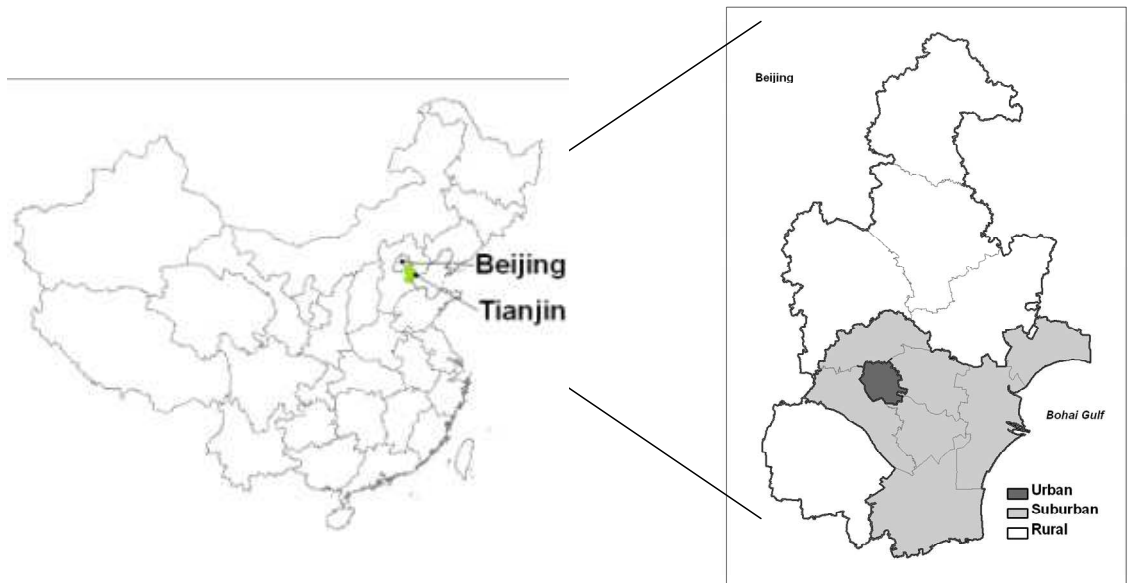 Beijing
Tianjin
Beijing
Bohai Gulf
Urban
Suburban
Rural